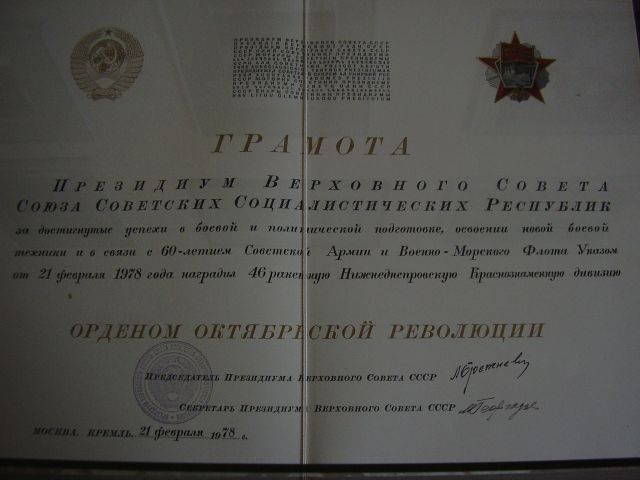 ГРАМОТА
ПРЕЗИДИУМ ВЕРХОВНОГО СОВЕТА
СОЮЗА СОВЕТСКИХ СОЦИАЛИСТИЧЕСКИХ РЕСПУБЛИК
за достигнутые успехи в боевой и политической подготовке, освоении новой боевой
техники и в связи с 60-летием Советской Армии и Военно-Морского Флота Указом
от 21 февраля 1978 года наградил 46 ракетную Нижнеднепровскую Краснознаменную дивизию
ОРДЕНОМ ОКТЯБРЬСКОЙ РЕВОЛЮЦИИ
ПРЕДСЕДАТЕЛЬ ПРЕЗИДИУМА ВЕРХОВНОГО СОВЕТА СССР
СЕКРЕТАРЬ ПРЕЗИДИУМА ВЕРХОВНОГО СОВЕТА СССР
МОСКВА, КРЕМЛЬ. 21 февраля 1978 г.